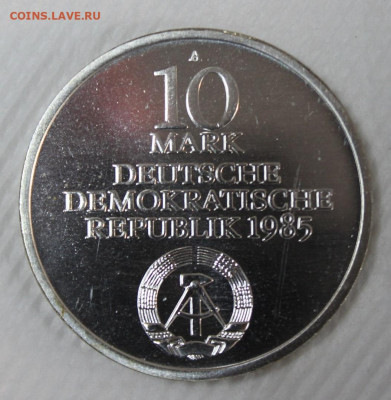 COINS.LAVE.RU
A
10
MARK
DEUTSCHE
DEMOKRATISCHE
REPUBLIK 1985